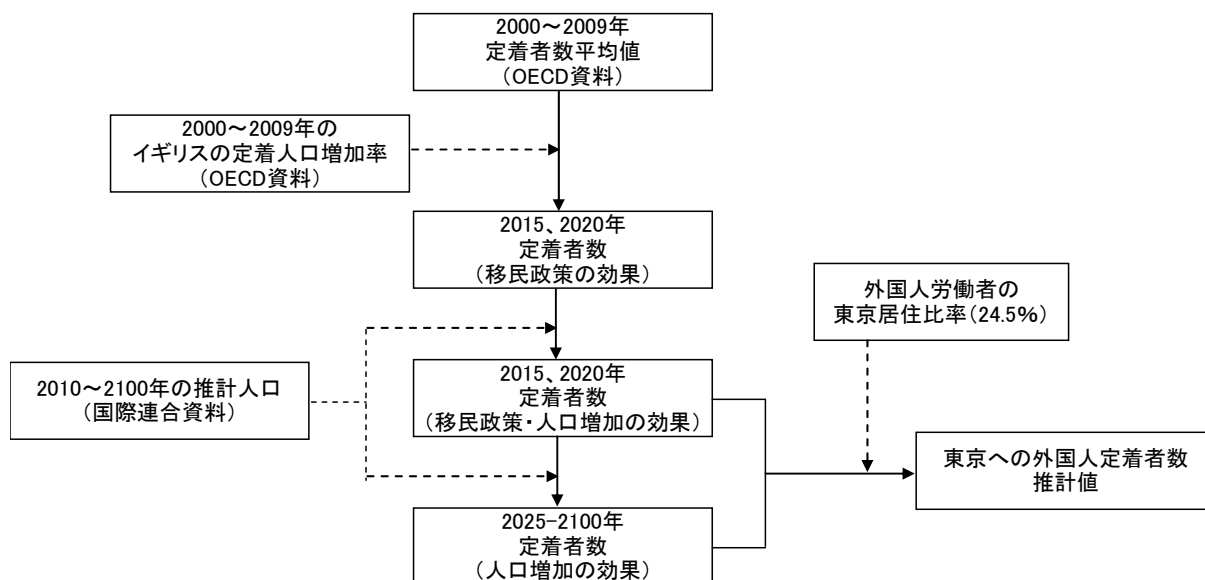 2000～2009年
定着者数平均値
（OECD資料）
2000～2009年の
イギリスの定着人口増加率
（OECD資料）
2015、2020年
定着者数
（移民政策の効果）
外国人労働者の
東京居住比率（24.5％）
2010～2100年の推計人口
（国際連合資料）
2015、2020年
定着者数
（移民政策・人口増加の効果）
東京への外国人定着者数
推計値
2025-2100年
定着者数
（人口増加の効果）